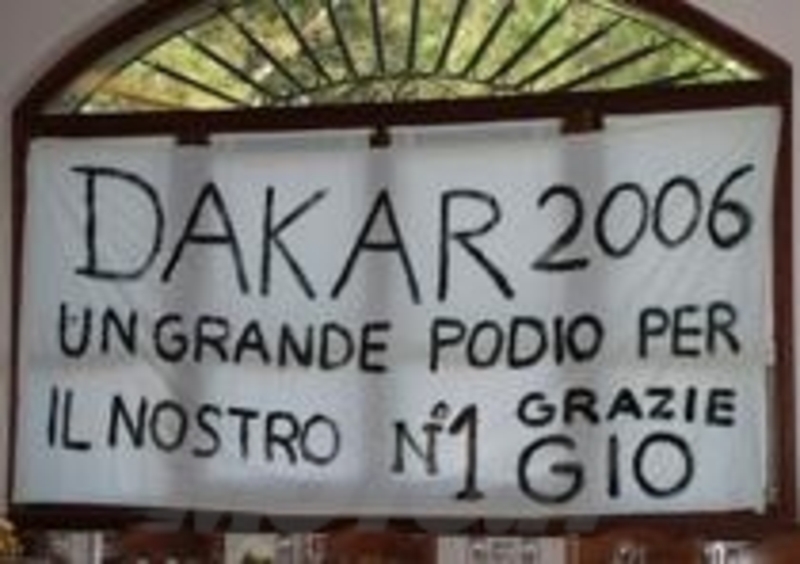 DAKAR 2006
UN GRANDE PODIO PER
IL NOSTRO N°1 GRAZIE
GIO